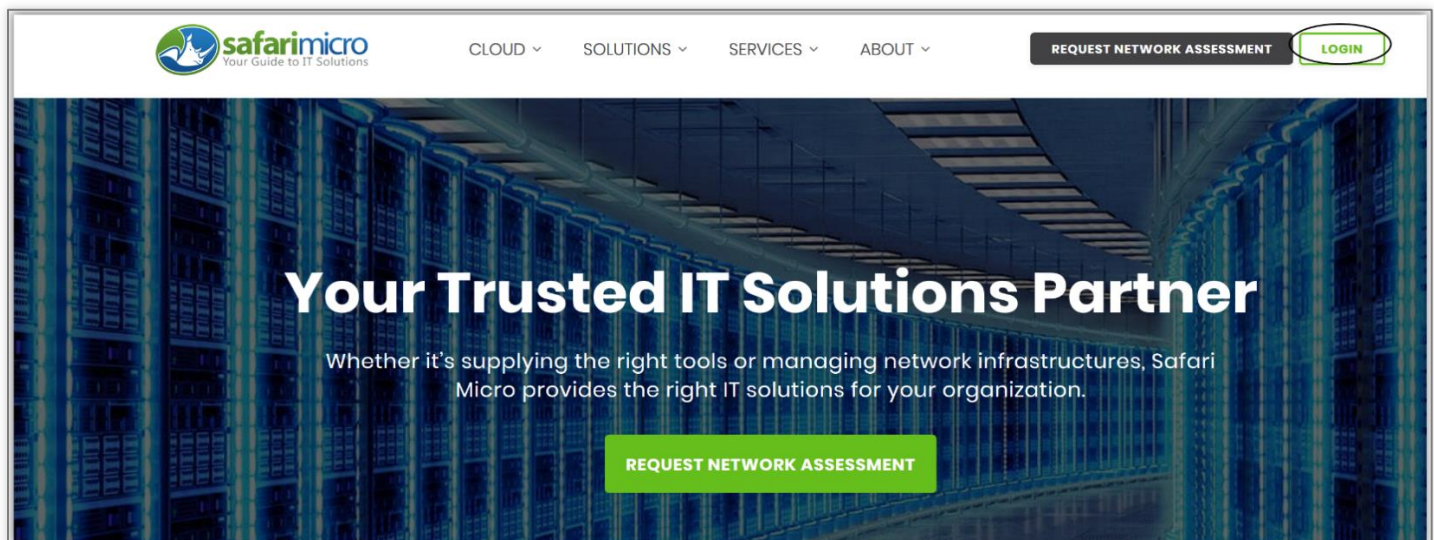 safarimicro
Your Guide to IT Solutions
CLOUD
SOLUTIONS
SERVICES
ABOUT
REQUEST NETWORK ASSESSMENT
LOGIN
Your Trusted IT Solutions Partner
Whether it's supplying the right tools or managing network infrastructures, Safari
Micro provides the right IT solutions for your organization.
REQUEST NETWORK ASSESSMENT